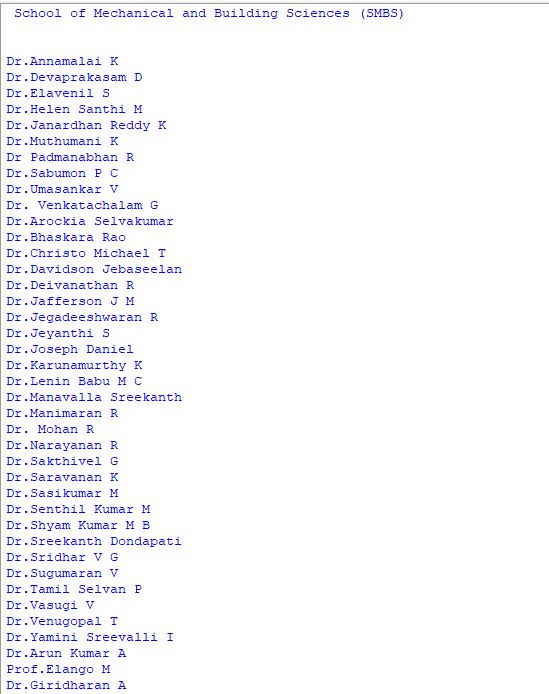 School of Mechanical and Building Sciences (SMBS)
Dr.Annamalai K
Dr.Devaprakasam D
Dr.Elavenil S
Dr.Helen Santhi M
Dr.Janardhan Reddy K
Dr.Muthumani K
Dr Padmanabhan R
Dr.Sabumon P C
Dr.Umasankar V
Dr. Venkatachalam G
Dr.Arockia Selvakumar
Dr.Bhaskara Rao
Dr.Christo Michael T
Dr.Davidson Jebaseelan
Dr.Deivanathan R
Dr.Jafferson J M
Dr.Jegadeeshwaran R
Dr.Jeyanthi S
Dr.Joseph Daniel
Dr.Karunamurthy K
Dr.Lenin Babu M C
Dr.Manavalla Sreekanth
Dr.Manimaran R
Dr. Mohan R
Dr.Narayanan R
Dr.Sakthivel G
Dr.Saravanan K
Dr.Sasikumar M
Dr.Senthil Kumar M
Dr.Shyam Kumar M B
Dr.Sreekanth Dondapati
Dr.Sridhar V G
Dr.Sugumaran V
Dr.Tamil Selvan P
Dr.Vasugi V
Dr.Venugopal T
Dr.Yamini Sreevalli I
Dr.Arun Kumar A
Prof.Elango M
Dr.Giridharan A